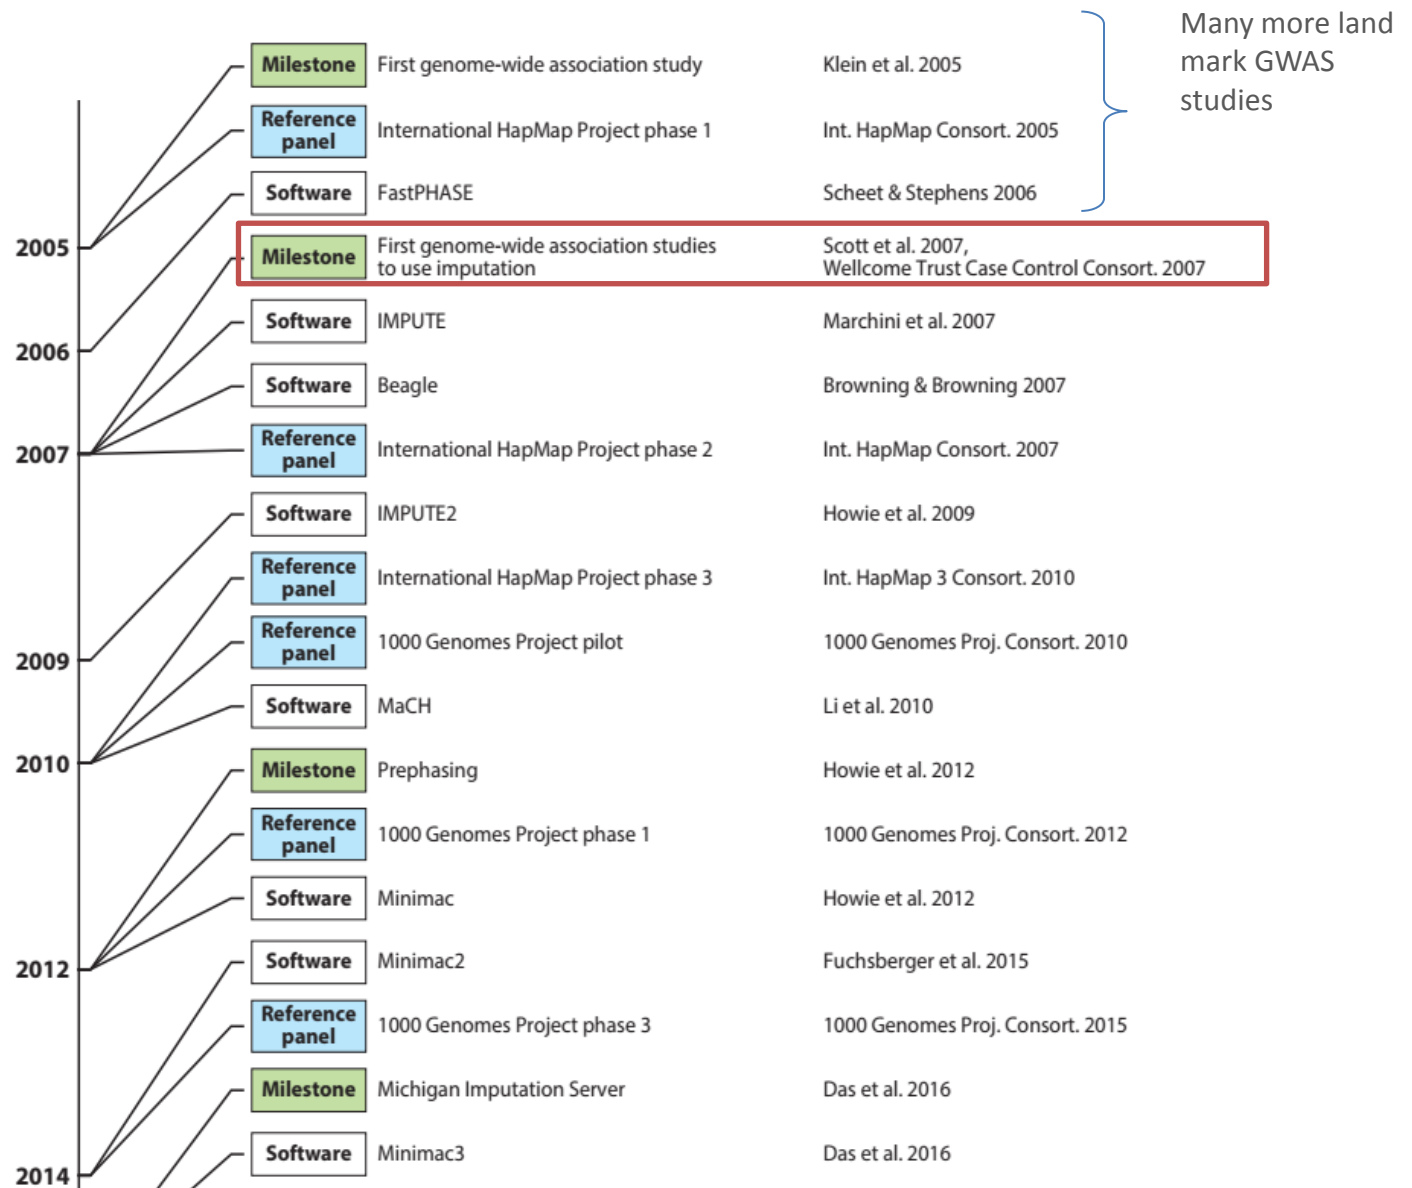 Many more land
mark GWAS
studies
Milestone First genome-wide association study Klein et al. 2005
Reference
panel International HapMap Project phase 1 Int. HapMap Consort. 2005
Software FastPHASE Scheet & Stephens 2006
2005
Milestone First genome-wide association studies
to use imputation Scott et al. 2007,
Wellcome Trust Case Control Consort. 2007
Software IMPUTE Marchini et al. 2007
2006
Software Beagle Browning & Browning 2007
Reference
panel International HapMap Project phase 2 Int. HapMap Consort. 2007
2007
Software IMPUTE2 Howie et al. 2009
Reference
panel International HapMap Project phase 3 Int. HapMap 3 Consort. 2010
Reference
panel 1000 Genomes Project pilot 1000 Genomes Proj. Consort. 2010
2009
Software MaCH Li et al. 2010
2010
Milestone Prephasing Howie et al. 2012
Reference
panel 1000 Genomes Project phase 1 1000 Genomes Proj. Consort. 2012
Software Minimac Howie et al. 2012
2012
Software Minimac2 Fuchsberger et al. 2015
Reference
panel 1000 Genomes Project phase 3 1000 Genomes Proj. Consort. 2015
Milestone Michigan Imputation Server Das et al. 2016
Software Minimac3 Das et al. 2016
2014